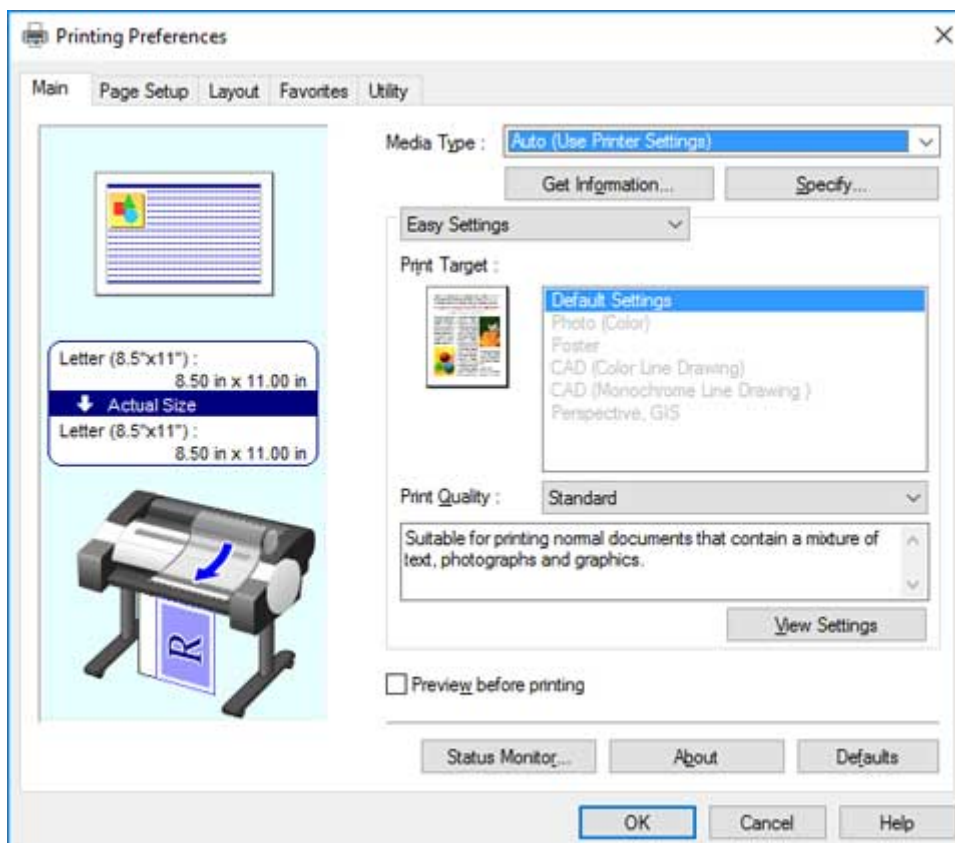 Printing Preferences
Main Page Setup Layout Favorites Utility
Media Type : Auto (Use Printer Settings)
Get Information... Specify...
Easy Settings
Print Target :
Default Settings
Photo (Color)
Poster
CAD (Color Line Drawing)
CAD (Monochrome Line Drawing )
Perspective, GIS
Letter (8.5"x11") :
8.50 in x 11.00 in
Actual Size
Letter (8.5"x11") :
8.50 in x 11.00 in
R
Print Quality : Standard
Suitable for printing normal documents that contain a mixture of
text, photographs and graphics.
View Settings
Preview before printing
Status Monitor... About Defaults
OK Cancel Help